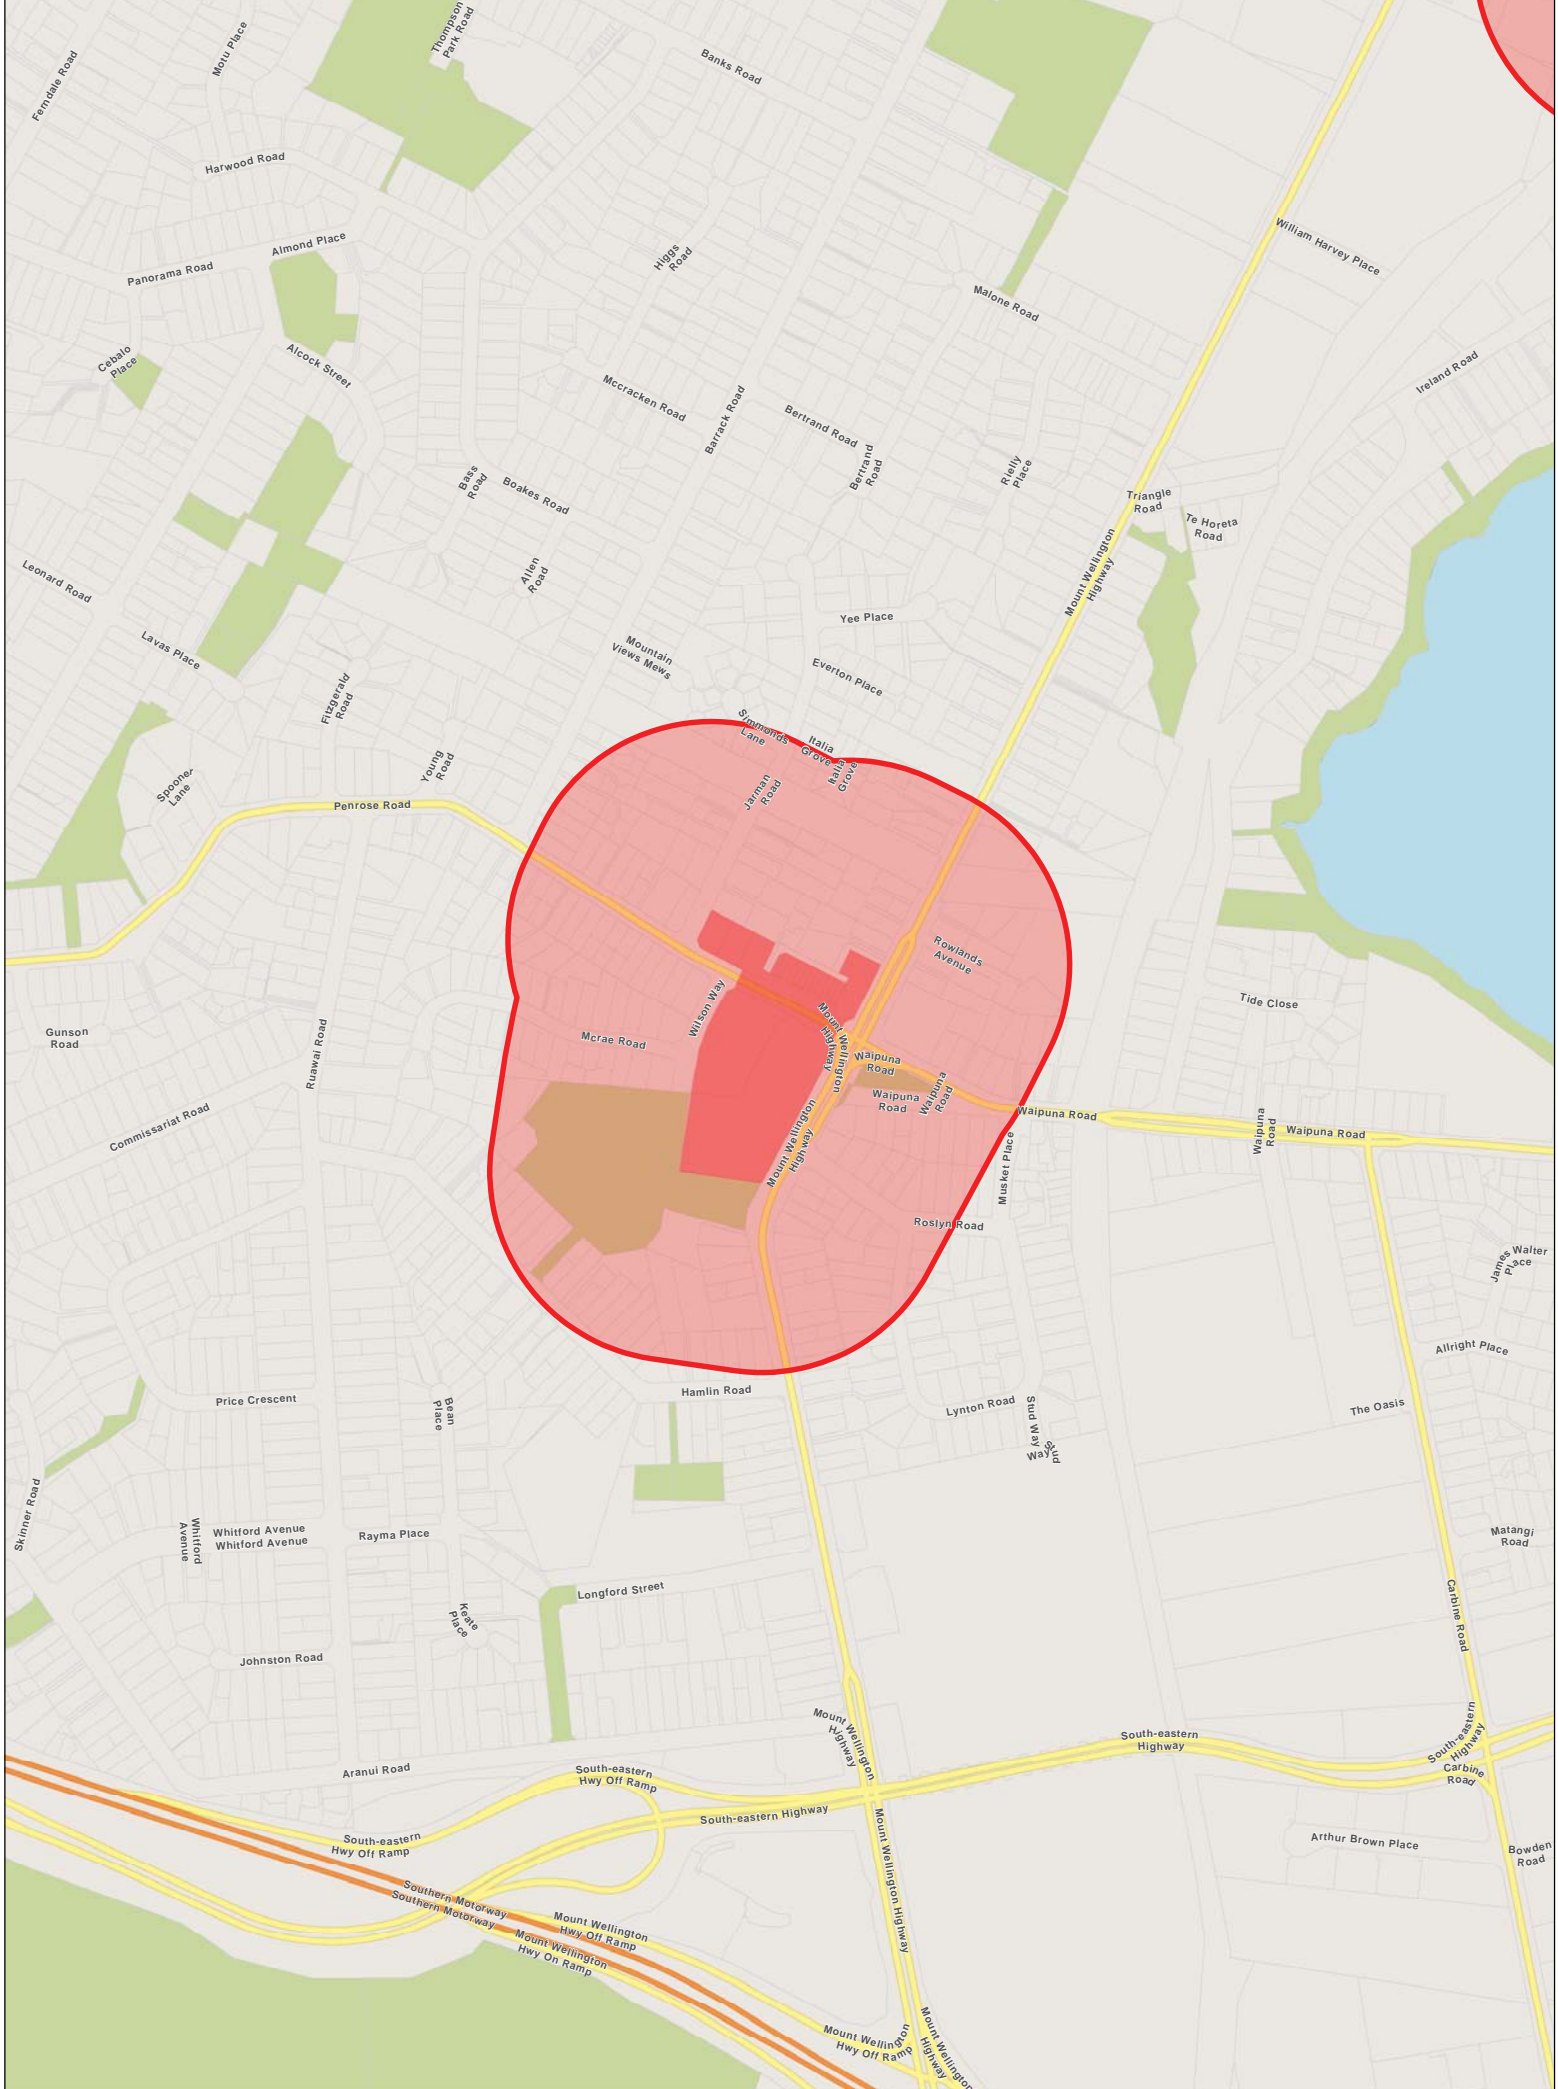 Thompson
Park Road
Motu Place
Ferndale Road
Banks Road
Harwood Road
Almond Place
Panorama Road
Higgs
Road
William Harvey Place
Malone Road
Cebalo
Place
Alcock Street
Ireland Road
Mccracken Road
Barrack Road
Bertrand Road
Bertrand
Road
Rielly
Place
Bass
Road
Boakes Road
Triangle
Road
Te Horeta
Road
Leonard Road
Allen
Road
Mount Wellington
Highway
Yee Place
Lavas Place
Mountain
Views Mews
Everton Place
Fitzgerald
Road
Simmonds
Lane
Italia
Grove
Italia
Grove
Young
Road
Spooner
Lane
Jarman
Road
Penrose Road
Rowlands
Avenue
Tide Close
Wilson Way
Mount Wellington
Highway
Gunson
Road
Ruawai Road
Mcrae Road
Waipuna
Road
Waipuna
Road
Waipuna
Road
Waipuna Road
Commissariat Road
Mount Wellington
Highway
Musket Place
Waipuna
Road
Waipuna Road
Roslyn Road
James Walter
Place
Allright Place
Hamlin Road
Price Crescent
Bean
Place
Lynton Road
Stud Way
Stud
Way
The Oasis
Skinner Road
Whitford
Avenue
Whitford Avenue
Whitford Avenue
Rayma Place
Matangi
Road
Longford Street
Keate
Place
Carbine Road
Johnston Road
Mount Wellington
Highway
South-eastern
Highway
South-eastern
Highway
Aranui Road
South-eastern
Hwy Off Ramp
Carbine
Road
South-eastern Highway
South-eastern
Hwy Off Ramp
Arthur Brown Place
Bowden
Road
Mount Wellington Highway
Southern Motorway
Southern Motorway
Mount Wellington
Hwy Off Ramp
Mount Wellington
Hwy On Ramp
Mount Wellington
Hwy Off Ramp
Mount Wellington
Highway